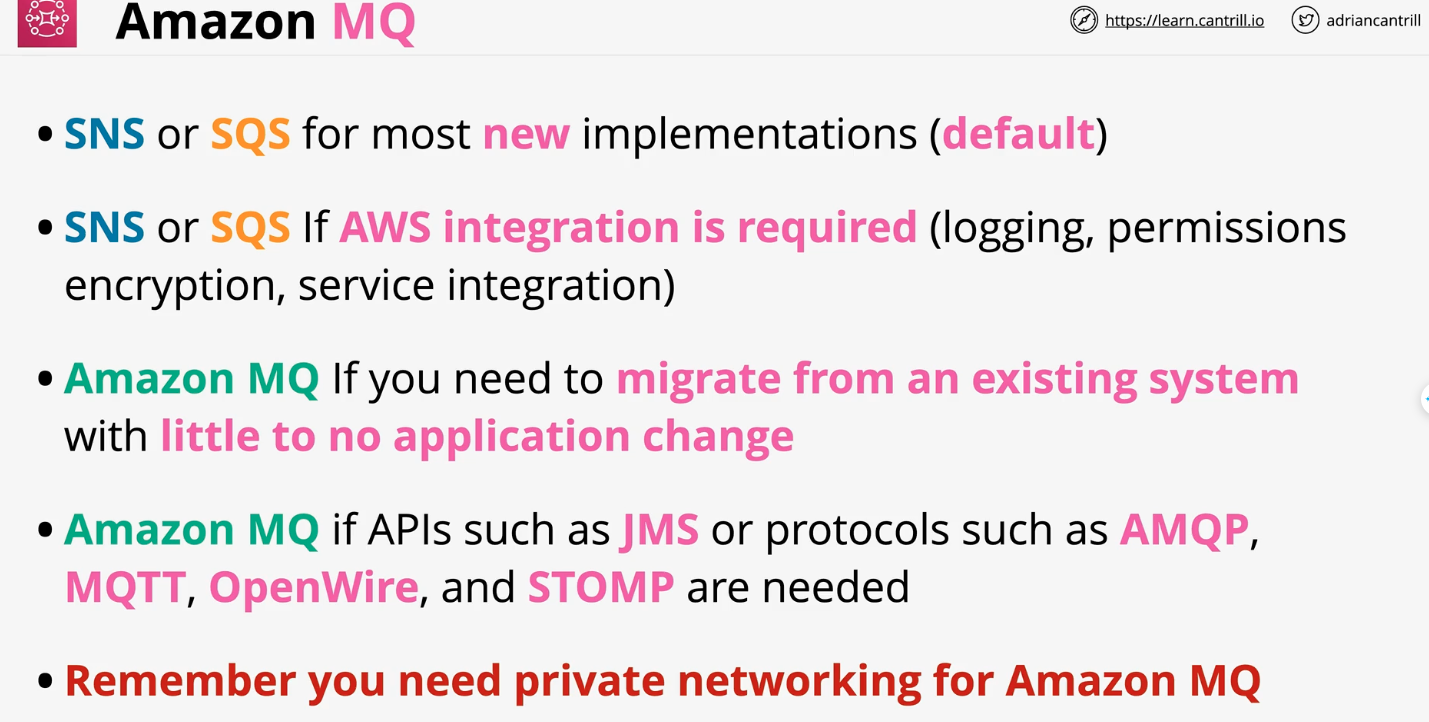 Amazon MQ
https://learn.cantrill.io
adriancantrill
• SNS or SQS for most new implementations (default)
• SNS or SQS If AWS integration is required (logging, permissions
encryption, service integration)
• Amazon MQ If you need to migrate from an existing system
with little to no application change
• Amazon MQ if APIs such as JMS or protocols such as AMQP,
MQTT, OpenWire, and STOMP are needed
• Remember you need private networking for Amazon MQ